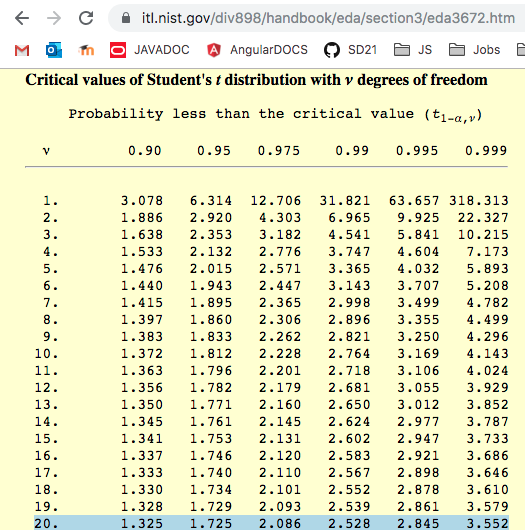 itl.nist.gov/div898/handbook/eda/section3/eda3672.htm
JAVADOC AngularDOCS SD21 JS Jobs
Critical values of Student's t distribution with ν degrees of freedom
Probability less than the critical value (t1-α,ν)
ν 0.90 0.95 0.975 0.99 0.995 0.999
1. 3.078 6.314 12.706 31.821 63.657 318.313
2. 1.886 2.920 4.303 6.965 9.925 22.327
3. 1.638 2.353 3.182 4.541 5.841 10.215
4. 1.533 2.132 2.776 3.747 4.604 7.173
5. 1.476 2.015 2.571 3.365 4.032 5.893
6. 1.440 1.943 2.447 3.143 3.707 5.208
7. 1.415 1.895 2.365 2.998 3.499 4.782
8. 1.397 1.860 2.306 2.896 3.355 4.499
9. 1.383 1.833 2.262 2.821 3.250 4.296
10. 1.372 1.812 2.228 2.764 3.169 4.143
11. 1.363 1.796 2.201 2.718 3.106 4.024
12. 1.356 1.782 2.179 2.681 3.055 3.929
13. 1.350 1.771 2.160 2.650 3.012 3.852
14. 1.345 1.761 2.145 2.624 2.977 3.787
15. 1.341 1.753 2.131 2.602 2.947 3.733
16. 1.337 1.746 2.120 2.583 2.921 3.686
17. 1.333 1.740 2.110 2.567 2.898 3.646
18. 1.330 1.734 2.101 2.552 2.878 3.610
19. 1.328 1.729 2.093 2.539 2.861 3.579
20. 1.325 1.725 2.086 2.528 2.845 3.552